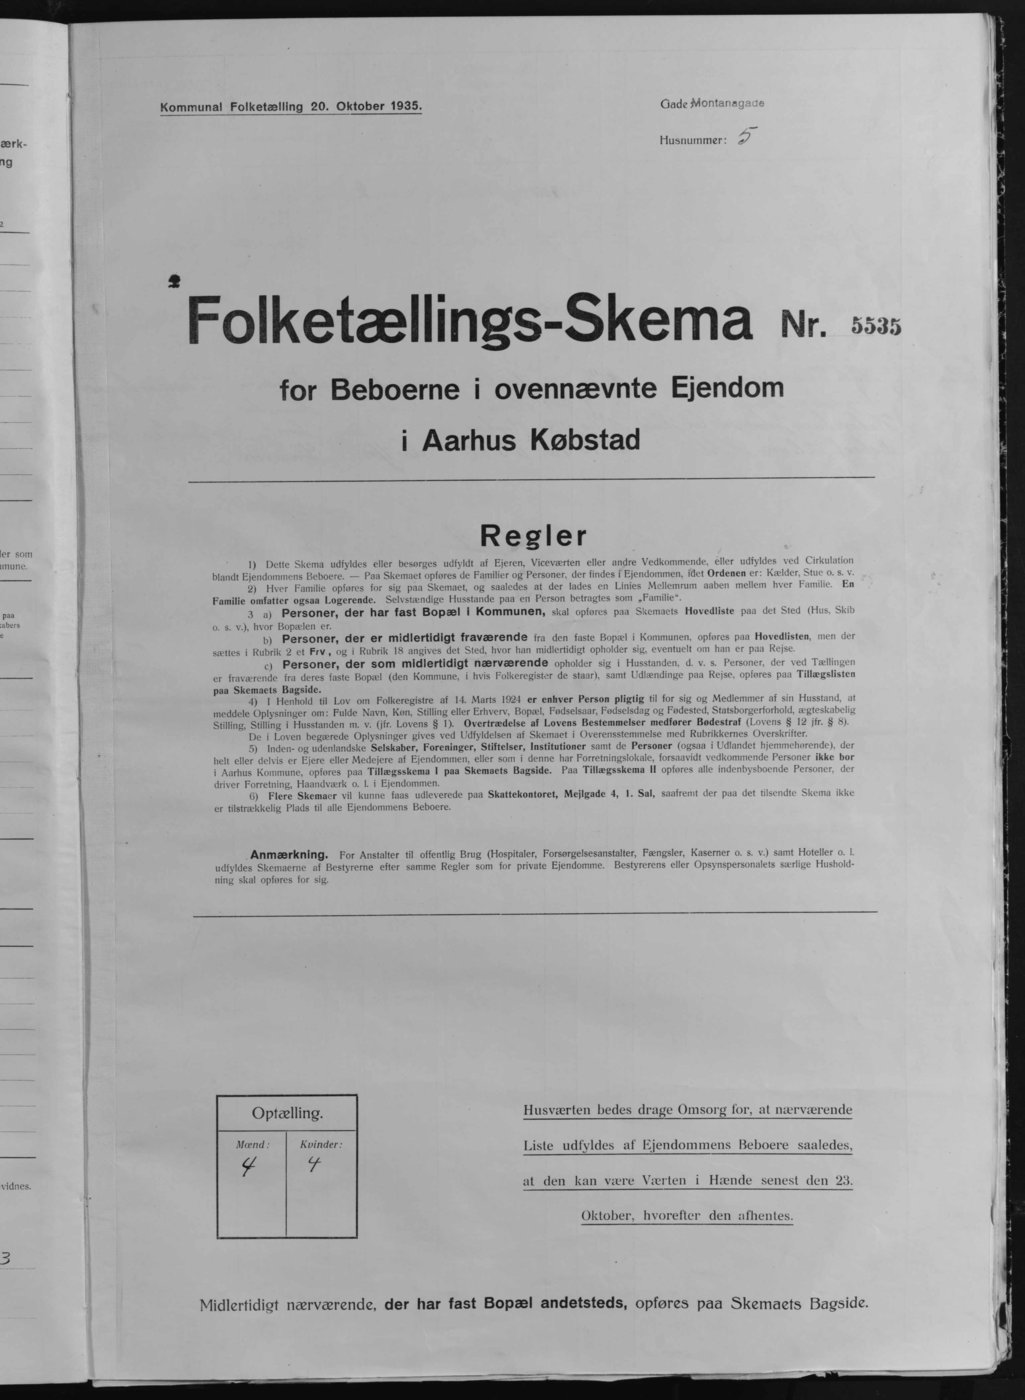 Kommunal Folketælling 20. Oktober 1935.
Gade: Montanagade
Husnummer: 5
Folketællings-Skema Nr. 5535
for Beboerne i ovennævnte Ejendom
i Aarhus Købstad
Regler
1) Dette Skema udfyldes eller besørges udfyldt af Ejeren, Viceværten eller andre Vedkommende, eller udfyldes ved Cirkulation
blandt Ejendommens Beboere. — Paa Skemaet opføres de Familier og Personer, der findes i Ejendommen, idet Ordenen er: Kælder, Stue o. s. v.
2) Hver Familie opføres for sig paa Skemaet, og saaledes at der lades en Linies Mellemrum aaben mellem hver Familie. En
Familie omfatter ogsaa Logerende. Selvstændige Husstande paa en Person betragtes som „Familie“.
3 a) Personer, der har fast Bopæl i Kommunen, skal opføres paa Skemaets Hovedliste paa det Sted (Hus, Skib
o. s. v.), hvor Bopælen er.
b) Personer, der er midlertidigt fraværende fra den faste Bopæl i Kommunen, opføres paa Hovedlisten, men der
sættes i Rubrik 2 et Frv., og i Rubrik 18 angives det Sted, hvor han midlertidigt opholder sig, eventuelt om han er paa Rejse.
c) Personer, der som midlertidigt nærværende opholder sig i Husstanden, d. v. s. Personer, der ved Tællingen
er fraværende fra deres faste Bopæl (den Kommune, i hvis Folkeregister de staar), samt Udlændinge paa Rejse, opføres paa Tillægslisten
paa Skemaets Bagside.
4) I Henhold til Lov om Folkeregistre af 14. Marts 1924 er enhver Person pligtig til for sig og Medlemmer af sin Husstand, at
meddele Oplysninger om: Fulde Navn, Køn, Stilling eller Erhverv, Bopæl, Fødselsaar, Fødselsdag og Fødested, Statsborgerforhold, ægteskabelig
Stilling, Stilling i Husstanden m. v. (jfr. Lovens § 1). Overtrædelse af Lovens Bestemmelser medfører Bødestraf (Lovens § 12 jfr. § 8).
De i Loven begærede Oplysninger gives ved Udfyldelsen af Skemaet i Overensstemmelse med Rubrikkernes Overskrifter.
5) Inden- og udenlandske Selskaber, Foreninger, Stiftelser, Institutioner samt de Personer (ogsaa i Udlandet hjemmehørende), der
helt eller delvis er Ejere eller Medejere af Ejendommen, eller som i denne har Forretningslokale, forsaavidt vedkommende Personer ikke bor
i Aarhus Kommune, opføres paa Tillægsskema I paa Skemaets Bagside. Paa Tillægsskema II opføres alle indenbysboende Personer, der
driver Forretning, Haandværk o. l. i Ejendommen.
6) Flere Skemaer vil kunne faas udleverede paa Skattekontoret, Mejlgade 4, 1. Sal, saafremt der paa det tilsendte Skema ikke
er tilstrækkelig Plads til alle Ejendommens Beboere.
Anmærkning. For Anstalter til offentlig Brug (Hospitaler, Forsørgelsesanstalter, Fængsler, Kaserner o. s. v.) samt Hoteller o. l.
udfyldes Skemaerne af Bestyrerne efter samme Regler som for private Ejendomme. Bestyrerens eller Opsynspersonalets særlige Hushold-
ning skal opføres for sig.
Optælling.
Mænd: Kvinder:
4 4
Husværten bedes drage Omsorg for, at nærværende
Liste udfyldes af Ejendommens Beboere saaledes,
at den kan være Værten i Hænde senest den 23.
Oktober, hvorefter den afhentes.
Midlertidigt nærværende, der har fast Bopæl andetsteds, opføres paa Skemaets Bagside.
ærk-
ng
ler som
mmune.
paa
kabers
e
vidnes.
3